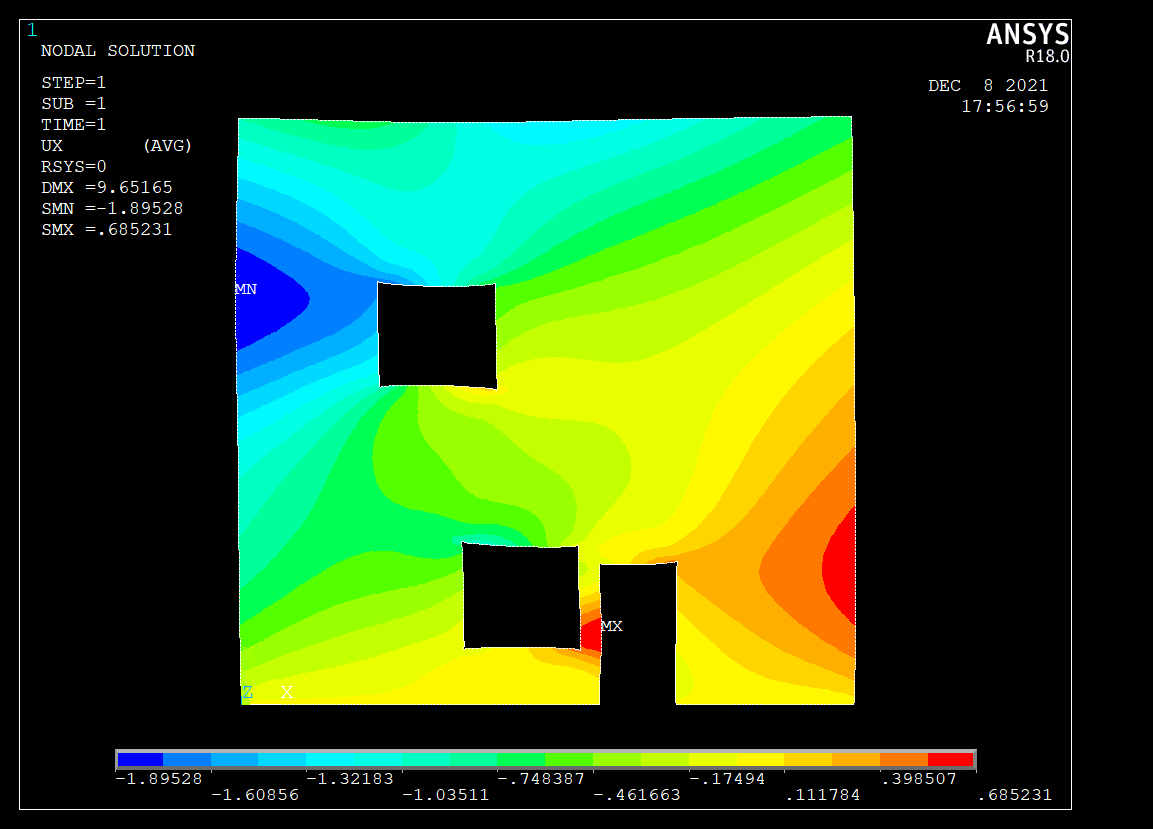 1
ANSYS
R18.0
NODAL SOLUTION
DEC 8 2021
17:56:59
STEP=1
SUB =1
TIME=1
UX (AVG)
RSYS=0
DMX =9.65165
SMN =-1.89528
SMX =.685231
MN
MX
Z X
-1.89528 -1.32183 -.748387 -.17494 .398507
-1.60856 -1.03511 -.461663 .111784 .685231